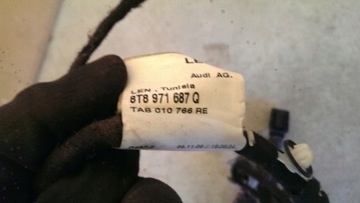 Audi AG.
LEN - Tunisia
8T8 971 687 Q
TAB 010 766 RE